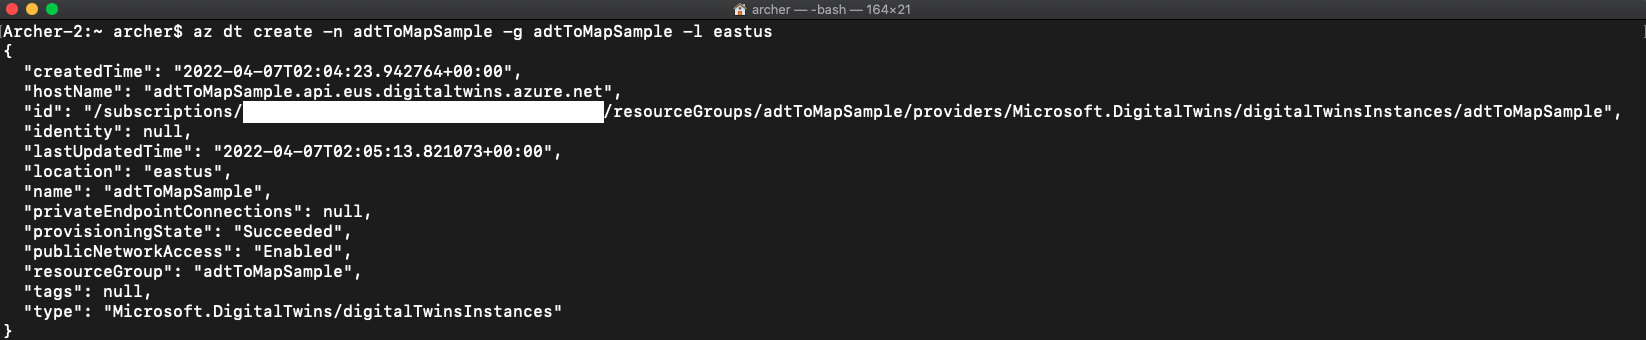 archer — -bash — 164×21
Archer-2:~ archer$ az dt create -n adtToMapSample -g adtToMapSample -l eastus
{
  "createdTime": "2022-04-07T02:04:23.942764+00:00",
  "hostName": "adtToMapSample.api.eus.digitaltwins.azure.net",
  "id": "/subscriptions/ /resourceGroups/adtToMapSample/providers/Microsoft.DigitalTwins/digitalTwinsInstances/adtToMapSample",
  "identity": null,
  "lastUpdatedTime": "2022-04-07T02:05:13.821073+00:00",
  "location": "eastus",
  "name": "adtToMapSample",
  "privateEndpointConnections": null,
  "provisioningState": "Succeeded",
  "publicNetworkAccess": "Enabled",
  "resourceGroup": "adtToMapSample",
  "tags": null,
  "type": "Microsoft.DigitalTwins/digitalTwinsInstances"
}